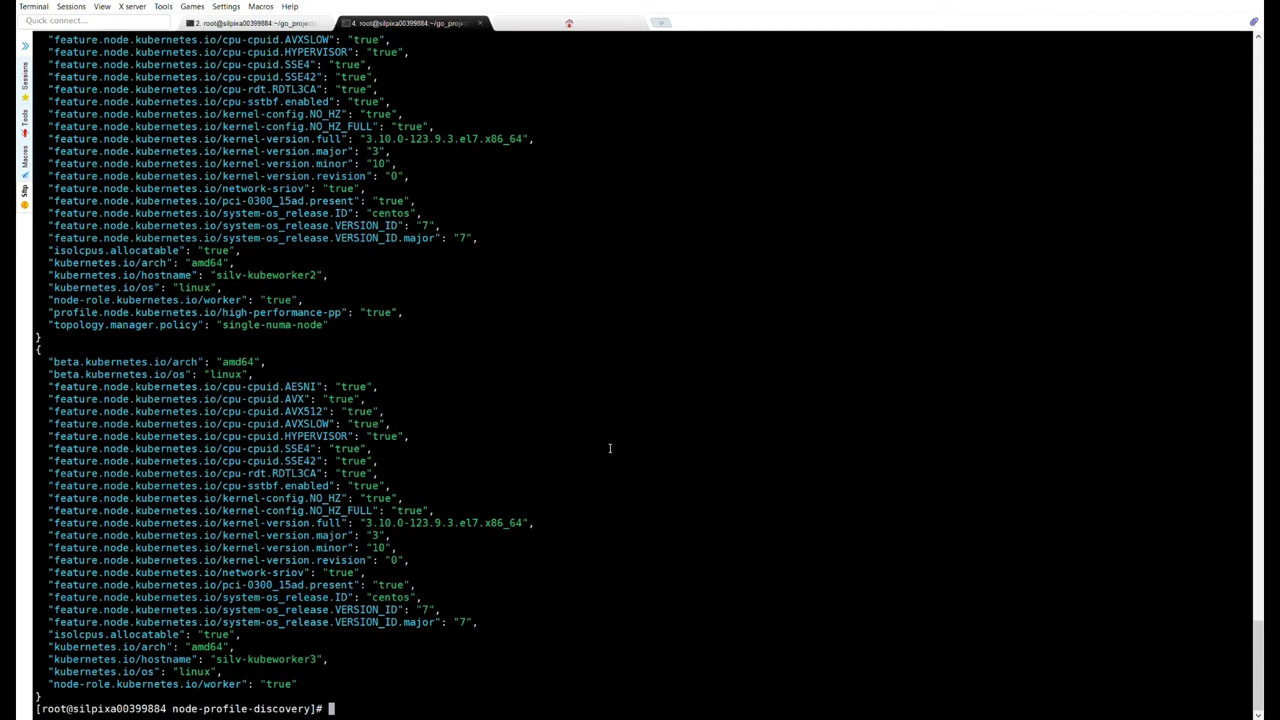 Terminal Sessions View X server Tools Games Settings Macros Help
Quick connect...
2. root@silpixa00399884:~/go_project
4. root@silpixa00399884:~/go_proje
Sessions
Tools
Macros
Sftp
"feature.node.kubernetes.io/cpu-cpuid.AVXSLOW": "true",
"feature.node.kubernetes.io/cpu-cpuid.HYPERVISOR": "true",
"feature.node.kubernetes.io/cpu-cpuid.SSE4": "true",
"feature.node.kubernetes.io/cpu-cpuid.SSE42": "true",
"feature.node.kubernetes.io/cpu-rdt.RDTL3CA": "true",
"feature.node.kubernetes.io/cpu-sstbf.enabled": "true",
"feature.node.kubernetes.io/kernel-config.NO_HZ": "true",
"feature.node.kubernetes.io/kernel-config.NO_HZ_FULL": "true",
"feature.node.kubernetes.io/kernel-version.full": "3.10.0-123.9.3.el7.x86_64",
"feature.node.kubernetes.io/kernel-version.major": "3",
"feature.node.kubernetes.io/kernel-version.minor": "10",
"feature.node.kubernetes.io/kernel-version.revision": "0",
"feature.node.kubernetes.io/network-sriov": "true",
"feature.node.kubernetes.io/pci-0300_15ad.present": "true",
"feature.node.kubernetes.io/system-os_release.ID": "centos",
"feature.node.kubernetes.io/system-os_release.VERSION_ID": "7",
"feature.node.kubernetes.io/system-os_release.VERSION_ID.major": "7",
"isolcpus.allocatable": "true",
"kubernetes.io/arch": "amd64",
"kubernetes.io/hostname": "silv-kubeworker2",
"kubernetes.io/os": "linux",
"node-role.kubernetes.io/worker": "true",
"profile.node.kubernetes.io/high-performance-pp": "true",
"topology.manager.policy": "single-numa-node"
}
{
"beta.kubernetes.io/arch": "amd64",
"beta.kubernetes.io/os": "linux",
"feature.node.kubernetes.io/cpu-cpuid.AESNI": "true",
"feature.node.kubernetes.io/cpu-cpuid.AVX": "true",
"feature.node.kubernetes.io/cpu-cpuid.AVX512": "true",
"feature.node.kubernetes.io/cpu-cpuid.AVXSLOW": "true",
"feature.node.kubernetes.io/cpu-cpuid.HYPERVISOR": "true",
"feature.node.kubernetes.io/cpu-cpuid.SSE4": "true",
"feature.node.kubernetes.io/cpu-cpuid.SSE42": "true",
"feature.node.kubernetes.io/cpu-rdt.RDTL3CA": "true",
"feature.node.kubernetes.io/cpu-sstbf.enabled": "true",
"feature.node.kubernetes.io/kernel-config.NO_HZ": "true",
"feature.node.kubernetes.io/kernel-config.NO_HZ_FULL": "true",
"feature.node.kubernetes.io/kernel-version.full": "3.10.0-123.9.3.el7.x86_64",
"feature.node.kubernetes.io/kernel-version.major": "3",
"feature.node.kubernetes.io/kernel-version.minor": "10",
"feature.node.kubernetes.io/kernel-version.revision": "0",
"feature.node.kubernetes.io/network-sriov": "true",
"feature.node.kubernetes.io/pci-0300_15ad.present": "true",
"feature.node.kubernetes.io/system-os_release.ID": "centos",
"feature.node.kubernetes.io/system-os_release.VERSION_ID": "7",
"feature.node.kubernetes.io/system-os_release.VERSION_ID.major": "7",
"isolcpus.allocatable": "true",
"kubernetes.io/arch": "amd64",
"kubernetes.io/hostname": "silv-kubeworker3",
"kubernetes.io/os": "linux",
"node-role.kubernetes.io/worker": "true"
}
[root@silpixa00399884 node-profile-discovery]#